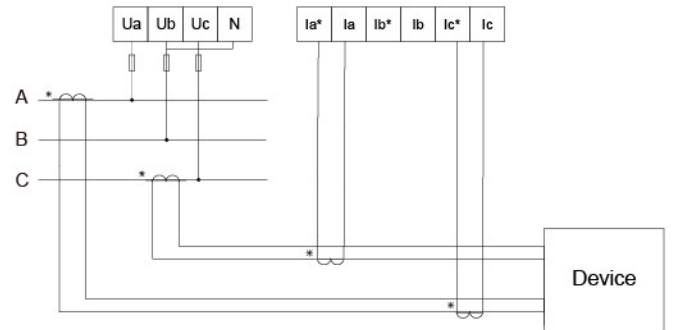 Ua Ub Uc N
Ia* Ia Ib* Ib Ic* Ic
A *
B
C *
*
Device
*